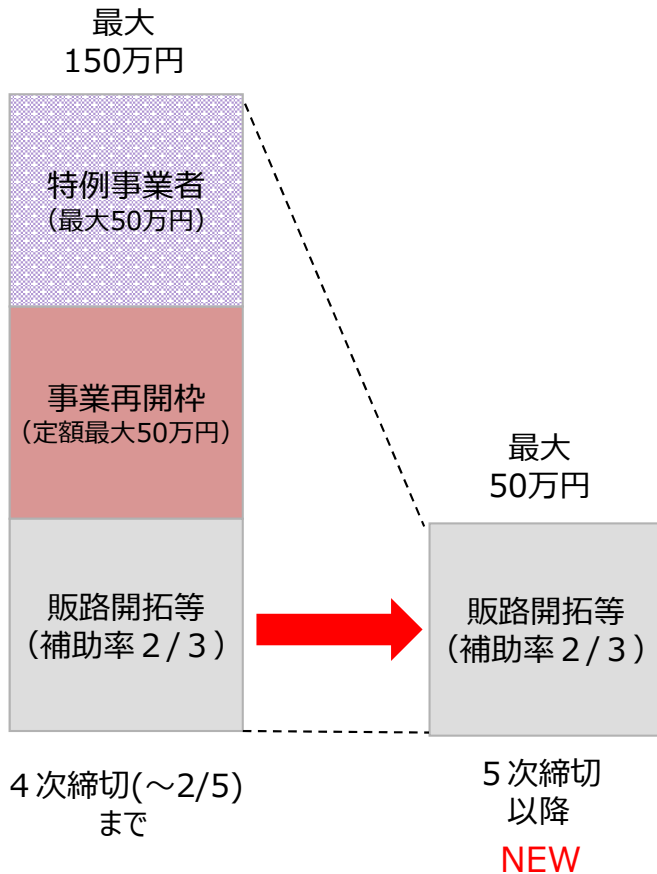 最大
150万円
特例事業者
（最大50万円）
事業再開枠
（定額最大50万円）
販路開拓等
（補助率２/３）
４次締切(～2/5)
まで
最大
50万円
販路開拓等
（補助率２/３）
５次締切
以降
NEW